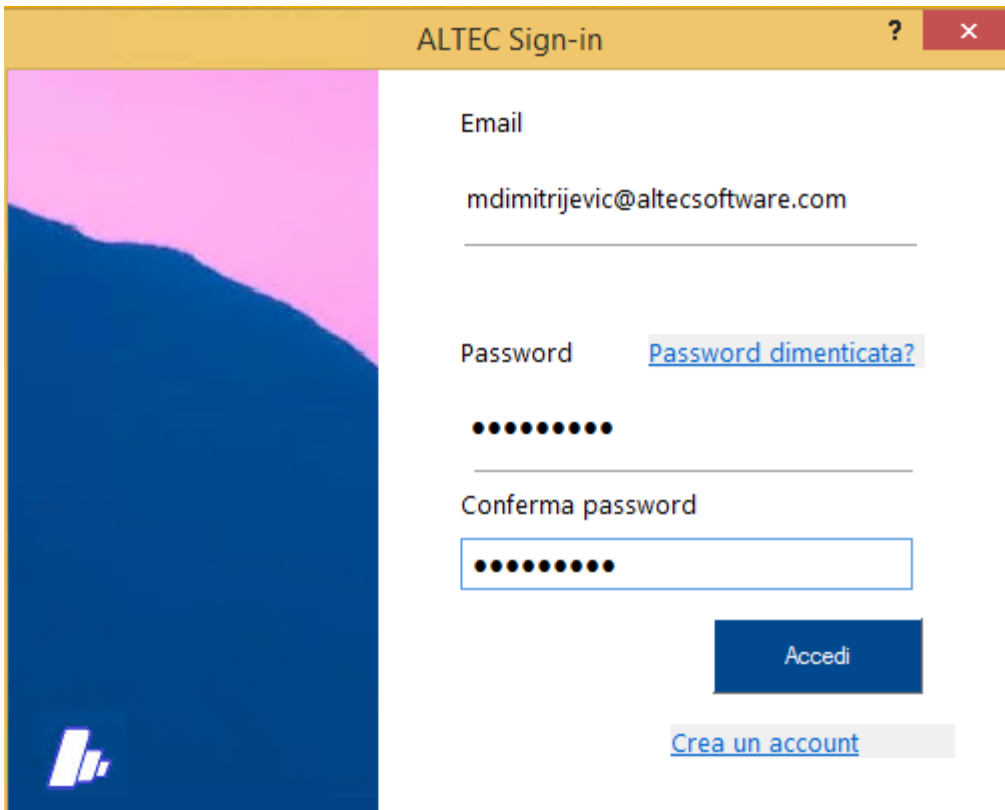 ALTEC Sign-in ? ×
Email
mdimitrijevic@altecsoftware.com
Password Password dimenticata?
●●●●●●●●●
Conferma password
●●●●●●●●●
Accedi
Crea un account